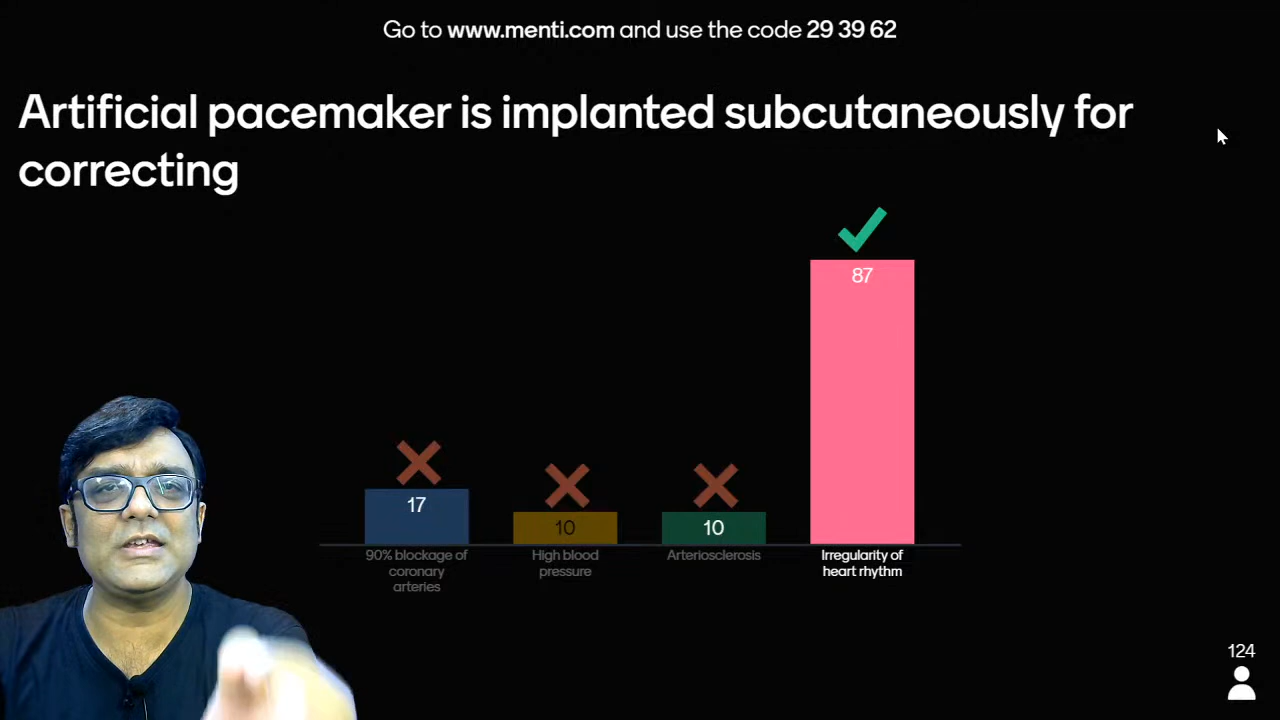 Go to www.menti.com and use the code 29 39 62
Artificial pacemaker is implanted subcutaneously for
correcting
87
17
10
10
90% blockage of
coronary
arteries
High blood
pressure
Arteriosclerosis
Irregularity of
heart rhythm
124